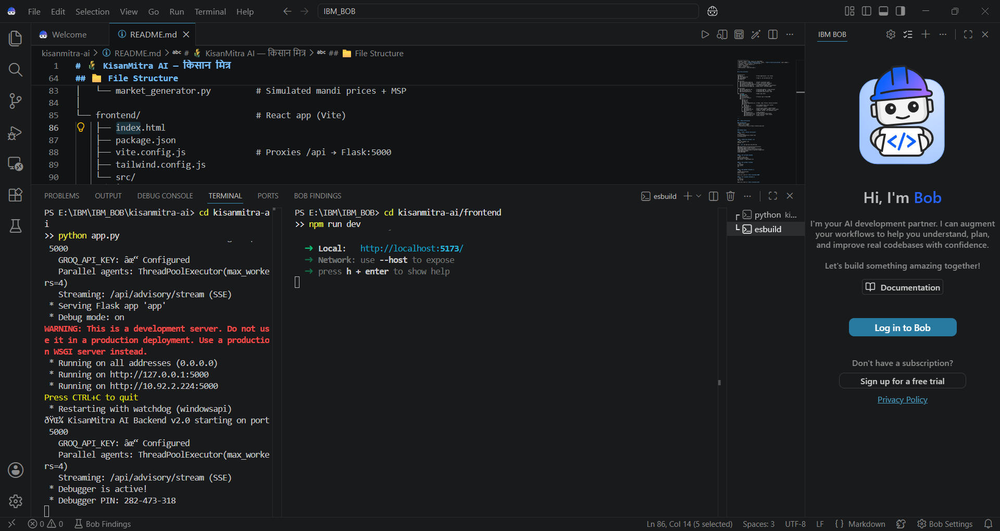 File Edit Selection View Go Run Terminal Help
IBM_BOB
Welcome
README.md
kisanmitra-ai > README.md > abc # KisanMitra AI — किसान मित्र > abc ## File Structure
1 # KisanMitra AI — किसान मित्र
64 ## File Structure
83 │ └── market_generator.py # Simulated mandi prices + MSP
84 │
85 └── frontend/ # React app (Vite)
86 ├── index.html
87 ├── package.json
88 ├── vite.config.js # Proxies /api → Flask:5000
89 ├── tailwind.config.js
90 └── src/
PROBLEMS OUTPUT DEBUG CONSOLE TERMINAL PORTS BOB FINDINGS
esbuild
PS E:\IBM\IBM_BOB\kisanmitra-ai> cd kisanmitra-a
i
>> python app.py
5000
GROQ_API_KEY: âœ“ Configured
Parallel agents: ThreadPoolExecutor(max_worke
rs=4)
Streaming: /api/advisory/stream (SSE)
* Serving Flask app 'app'
* Debug mode: on
WARNING: This is a development server. Do not us
e it in a production deployment. Use a productio
n WSGI server instead.
* Running on all addresses (0.0.0.0)
* Running on http://127.0.0.1:5000
* Running on http://10.92.2.224:5000
Press CTRL+C to quit
* Restarting with watchdog (windowsapi)
ðŸŒ¾ KisanMitra AI Backend v2.0 starting on port
5000
GROQ_API_KEY: âœ“ Configured
Parallel agents: ThreadPoolExecutor(max_worke
rs=4)
Streaming: /api/advisory/stream (SSE)
* Debugger is active!
* Debugger PIN: 282-473-318
PS E:\IBM\IBM_BOB> cd kisanmitra-ai/frontend
>> npm run dev
→ Local: http://localhost:5173/
→ Network: use --host to expose
→ press h + enter to show help
python ki...
esbuild
IBM BOB
</>
Hi, I'm Bob
I'm your AI development partner. I can augment
your workflows to help you understand, plan,
and improve real codebases with confidence.
Let's build something amazing together!
Documentation
Log in to Bob
Don't have a subscription?
Sign up for a free trial
Privacy Policy
0 0 Bob Findings
Ln 86, Col 14 (5 selected) Spaces: 3 UTF-8 LF {} Markdown Bob Settings